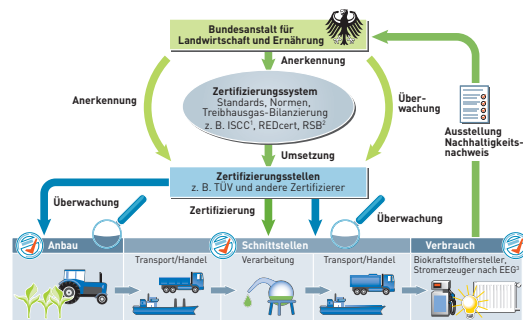 Bundesanstalt für
Landwirtschaft und Ernährung
Anerkennung
Anerkennung
Zertifizierungssystem
Standards, Normen,
Treibhausgas-Bilanzierung
z. B. ISCC¹, REDcert, RSB²
Über-
wachung
Ausstellung
Nachhaltigkeits-
nachweis
Umsetzung
Zertifizierungsstellen
z. B. TÜV und andere Zertifizierer
Überwachung
Zertifizierung
Überwachung
Anbau
Schnittstellen
Verbrauch
Transport/Handel
Verarbeitung
Transport/Handel
Biokraftstoffhersteller,
Stromerzeuger nach EEG³